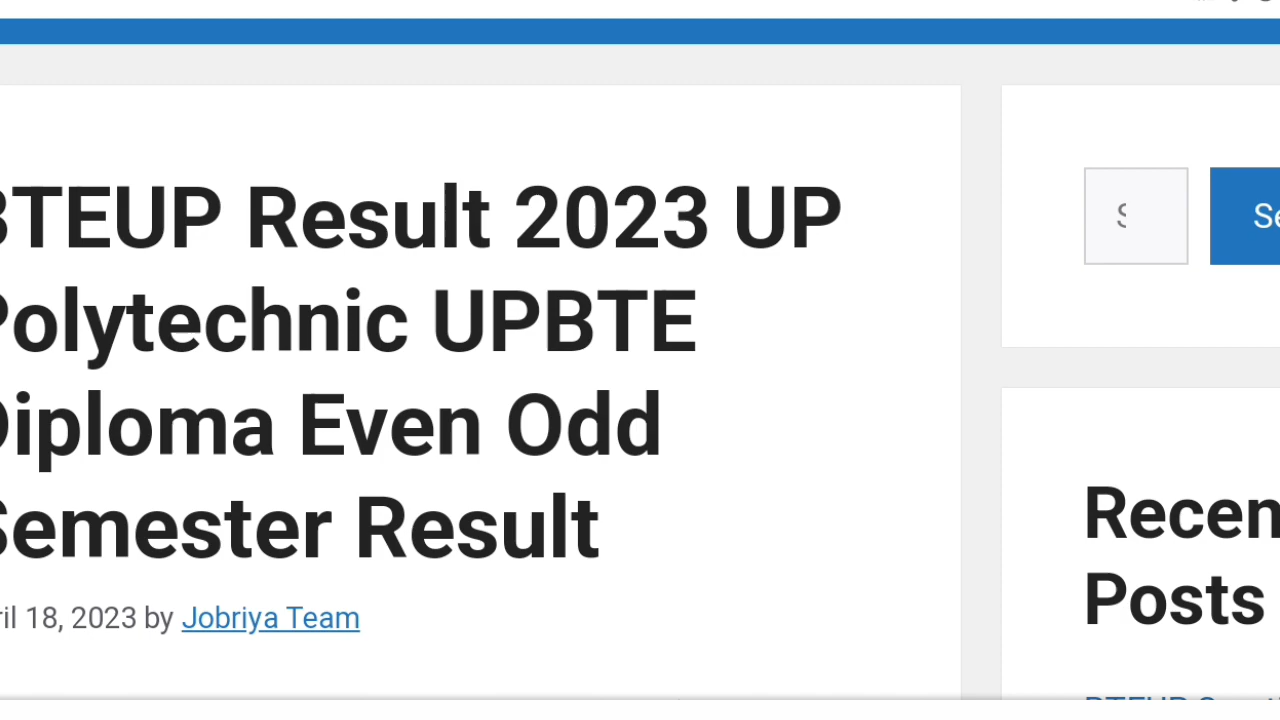 BTEUP Result 2023 UP
Polytechnic UPBTE
Diploma Even Odd
Semester Result
ril 18, 2023 by Jobriya Team
S
Se
Recen
Posts